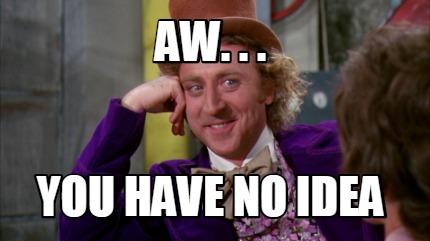 AW. . .
YOU HAVE NO IDEA